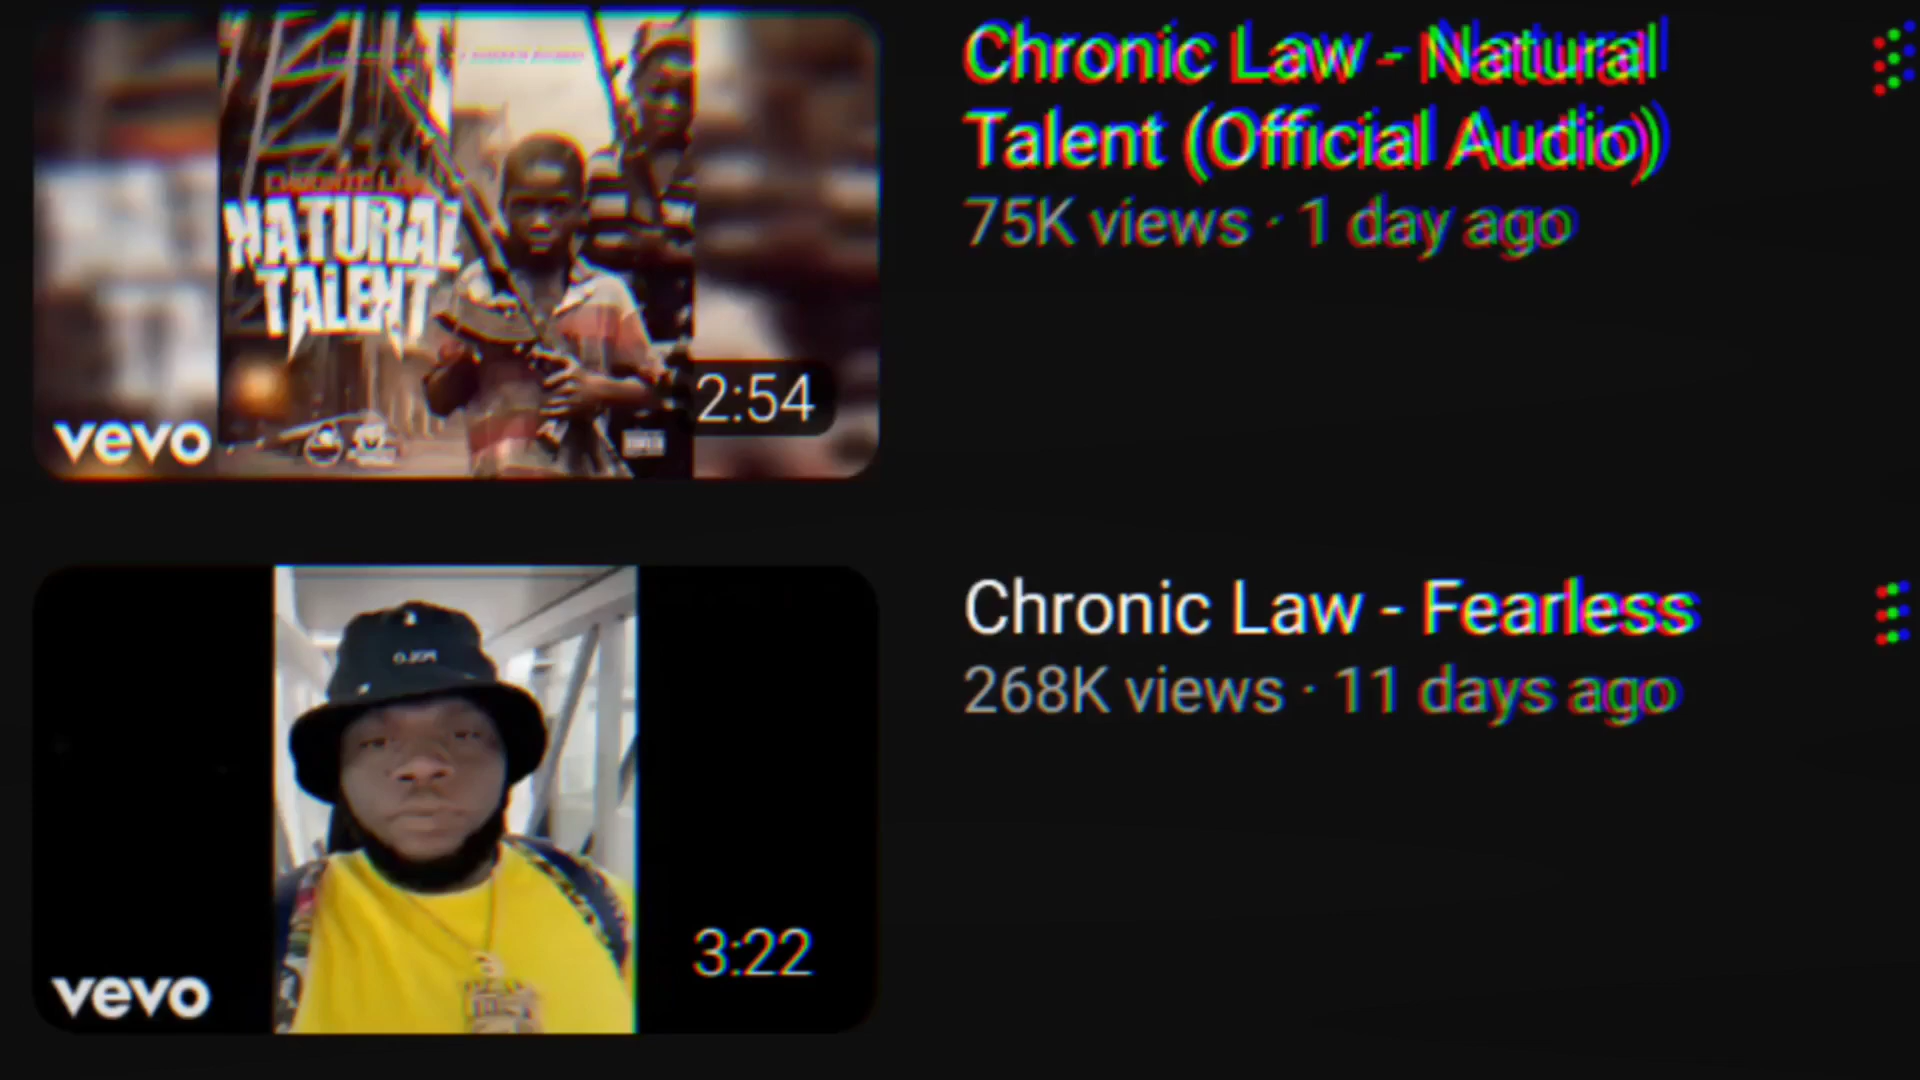 Chronic Law - Natural
Talent (Official Audio)
75K views · 1 day ago
NATURAL
TALENT
2:54
vevo
Chronic Law - Fearless
268K views · 11 days ago
3:22
vevo